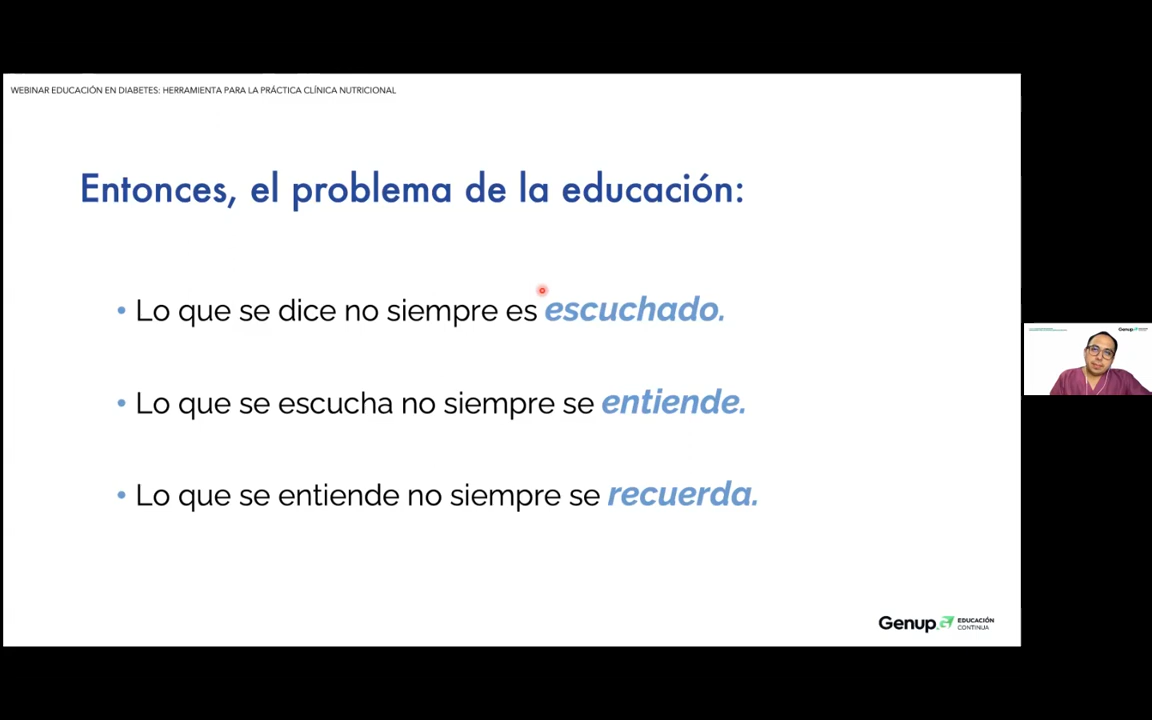 WEBINAR EDUCACIÓN EN DIABETES: HERRAMIENTA PARA LA PRÁCTICA CLÍNICA NUTRICIONAL
Entonces, el problema de la educación:
• Lo que se dice no siempre es escuchado.
• Lo que se escucha no siempre se entiende.
• Lo que se entiende no siempre se recuerda.
Genup EDUCACIÓN
CONTINUA
Genup